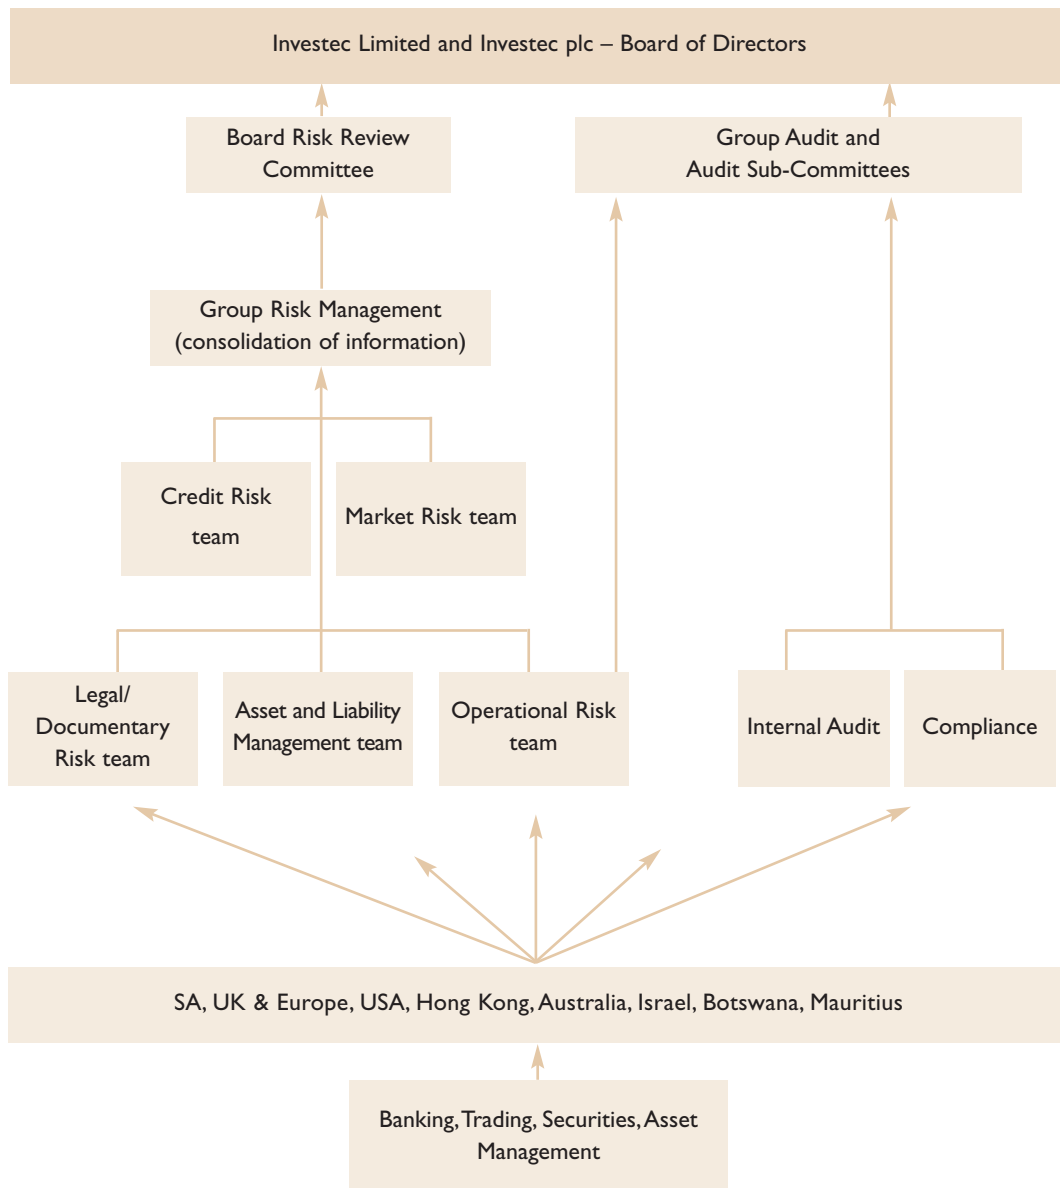 Investec Limited and Investec plc – Board of Directors
Board Risk Review
Committee
Group Audit and
Audit Sub-Committees
Group Risk Management
(consolidation of information)
Credit Risk
team
Market Risk team
Legal/
Documentary
Risk team
Asset and Liability
Management team
Operational Risk
team
Internal Audit
Compliance
SA, UK & Europe, USA, Hong Kong, Australia, Israel, Botswana, Mauritius
Banking, Trading, Securities, Asset
Management